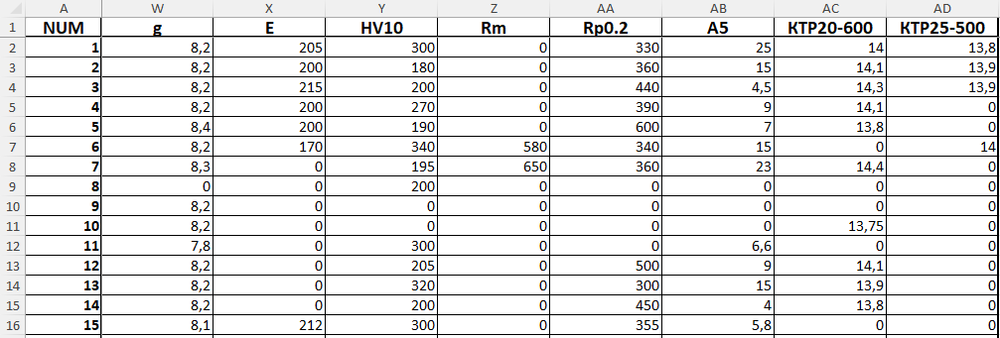 A W X Y Z AA AB AC AD
1 NUM g E HV10 Rm Rp0.2 A5 КТР20-600 КТР25-500
2 1 8,2 205 300 0 330 25 14 13,8
3 2 8,2 200 180 0 360 15 14,1 13,9
4 3 8,2 215 200 0 440 4,5 14,3 13,9
5 4 8,2 200 270 0 390 9 14,1 0
6 5 8,4 200 190 0 600 7 13,8 0
7 6 8,2 170 340 580 340 15 0 14
8 7 8,3 0 195 650 360 23 14,4 0
9 8 0 0 200 0 0 0 0 0
10 9 8,2 0 0 0 0 0 0 0
11 10 8,2 0 0 0 0 0 13,75 0
12 11 7,8 0 300 0 0 6,6 0 0
13 12 8,2 0 205 0 500 9 14,1 0
14 13 8,2 0 320 0 300 15 13,9 0
15 14 8,2 0 200 0 450 4 13,8 0
16 15 8,1 212 300 0 355 5,8 0 0